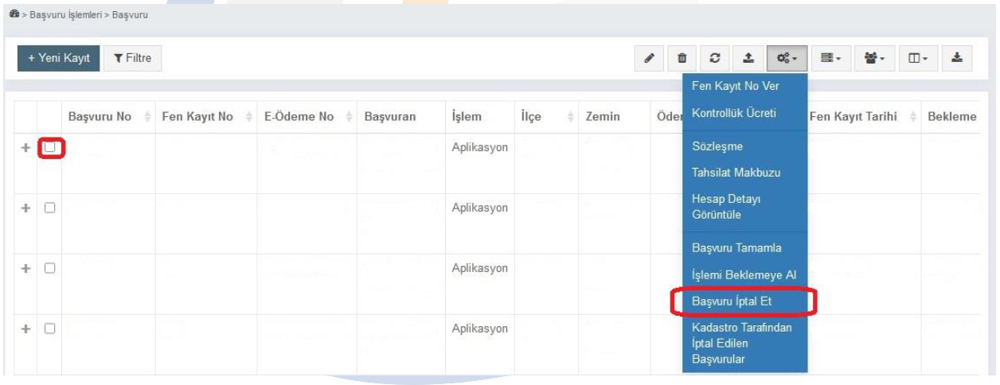 > Başvuru İşlemleri > Başvuru
+ Yeni Kayıt Filtre
Fen Kayıt No Ver
Kontrollük Ücreti
Sözleşme
Tahsilat Makbuzu
Hesap Detayı
Görüntüle
Başvuru Tamamla
İşlemi Beklemeye Al
Başvuru İptal Et
Kadastro Tarafından
İptal Edilen
Başvurular
Başvuru No Fen Kayıt No E-Ödeme No Başvuran İşlem İlçe Zemin Öde Fen Kayıt Tarihi Bekleme
Aplikasyon
Aplikasyon
Aplikasyon
Aplikasyon